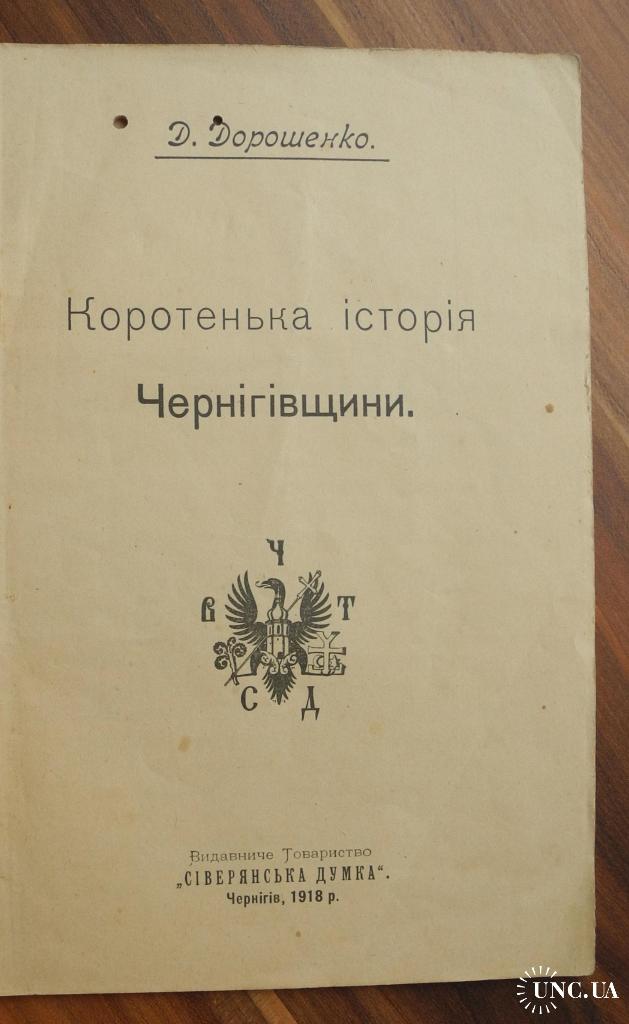 Д. Дорошенко.
Коротенька історія
Чернігівщини.
Ч
В Т
С Д
Видавниче Товариство
„СІВЕРЯНСЬКА ДУМКА“.
Чернігів, 1918 р.
UNC.UA